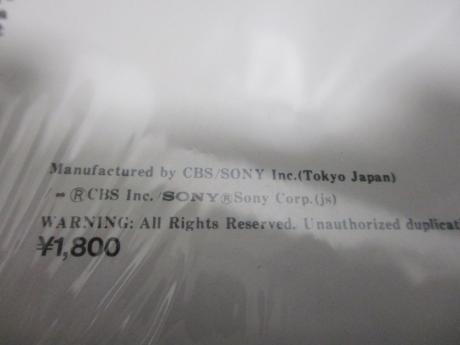 Manufactured by CBS/SONY Inc.(Tokyo Japan)
/ ∞ ®CBS Inc./SONY®Sony Corp.(js)
WARNING: All Rights Reserved. Unauthorized duplicati
¥1,800